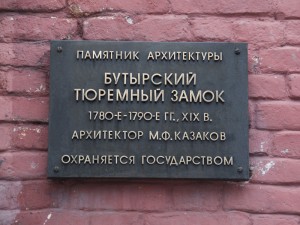 ПАМЯТНИК АРХИТЕКТУРЫ
БУТЫРСКИЙ
ТЮРЕМНЫЙ ЗАМОК
1780-Е-1790-Е ГГ., XIX В.
АРХИТЕКТОР М.Ф.КАЗАКОВ
ОХРАНЯЕТСЯ ГОСУДАРСТВОМ